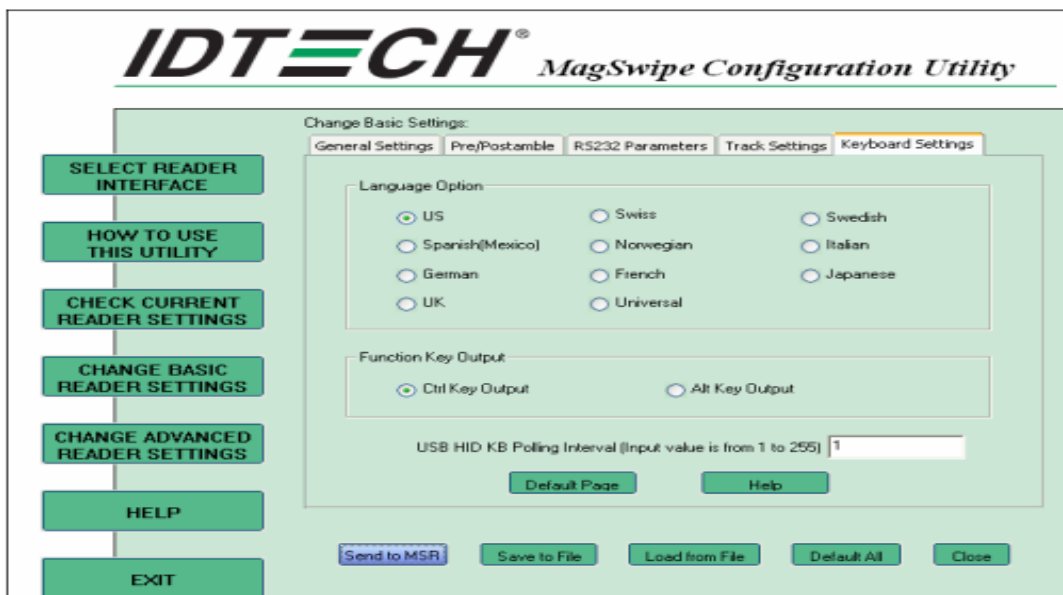 IDTECH®
MagSwipe Configuration Utility
Change Basic Settings:
General Settings
Pre/Postamble
RS232 Parameters
Track Settings
Keyboard Settings
SELECT READER
INTERFACE
HOW TO USE
THIS UTILITY
CHECK CURRENT
READER SETTINGS
CHANGE BASIC
READER SETTINGS
CHANGE ADVANCED
READER SETTINGS
HELP
EXIT
Language Option
US
Swiss
Swedish
Spanish(Mexico)
Norwegian
Italian
German
French
Japanese
UK
Universal
Function Key Output
Ctrl Key Output
Alt Key Output
USB HID KB Polling Interval (Input value is from 1 to 255) 1
Default Page
Help
Send to MSR
Save to File
Load from File
Default All
Close